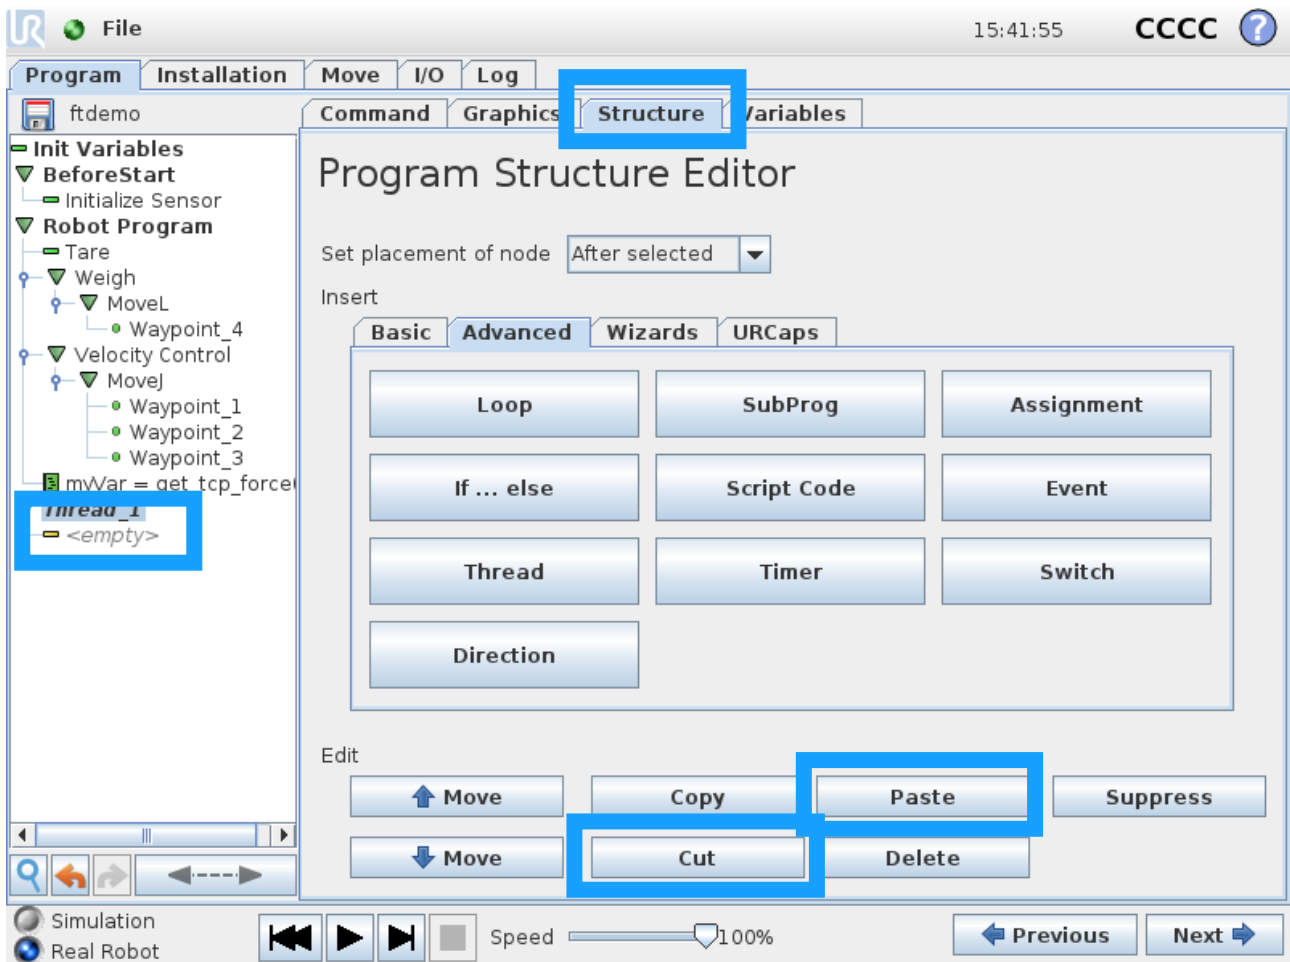 UR File 15:41:55 CCCC ?
Program Installation Move I/O Log
ftdemo
Command Graphics Structure Variables
Init Variables
BeforeStart
Initialize Sensor
Robot Program
Tare
Weigh
MoveL
Waypoint_4
Velocity Control
MoveJ
Waypoint_1
Waypoint_2
Waypoint_3
myVar = get_tcp_force(
Thread_1
<empty>
Program Structure Editor
Set placement of node After selected
Insert
Basic Advanced Wizards URCaps
Loop SubProg Assignment
If ... else Script Code Event
Thread Timer Switch
Direction
Edit
Move Copy Paste Suppress
Move Cut Delete
Simulation
Real Robot
Speed 100%
Previous Next